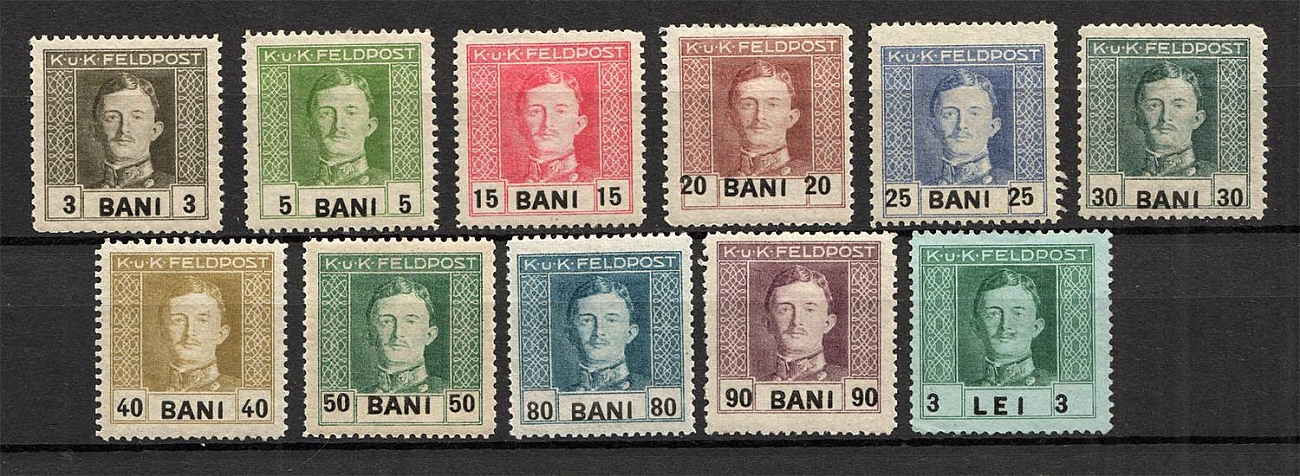 K·u·K·FELDPOST
3 BANI 3
K·u·K·FELDPOST
5 BANI 5
K·u·K·FELDPOST
15 BANI 15
K·u·K·FELDPOST
20 BANI 20
K·u·K·FELDPOST
25 BANI 25
K·u·K·FELDPOST
30 BANI 30
K·u·K·FELDPOST
40 BANI 40
K·u·K·FELDPOST
50 BANI 50
K·u·K·FELDPOST
80 BANI 80
K·u·K·FELDPOST
90 BANI 90
K·u·K·FELDPOST
3 LEI 3